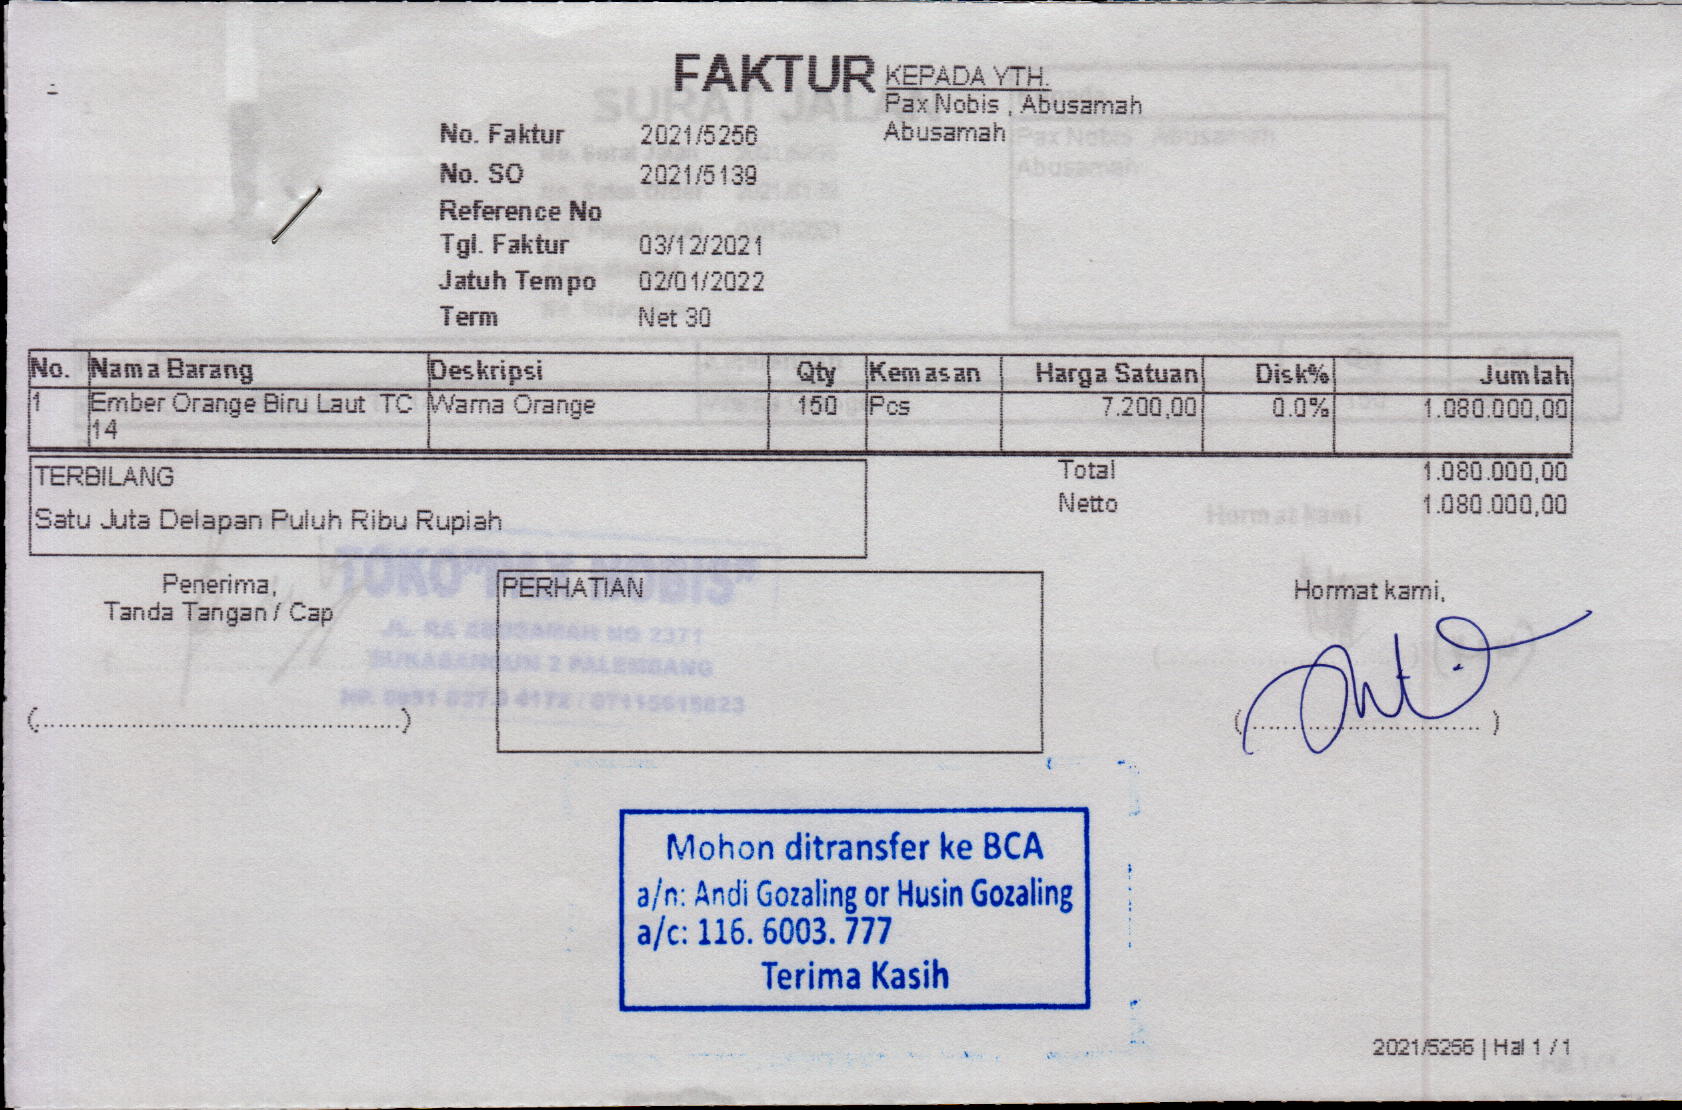 FAKTUR
KEPADA YTH.
Pax Nobis , Abusamah
Abusamah
No. Faktur 2021/5256
No. SO 2021/5139
Reference No
Tgl. Faktur 03/12/2021
Jatuh Tempo 02/01/2022
Term Net 30
No. Nama Barang Deskripsi Qty Kemasan Harga Satuan Disk% Jumlah
1 Ember Orange Biru Laut TC 14 Warna Orange 150 Pcs 7.200,00 0.0% 1.080.000,00
TERBILANG
Satu Juta Delapan Puluh Ribu Rupiah
Total 1.080.000,00
Netto 1.080.000,00
Penerima,
Tanda Tangan / Cap
PERHATIAN
Hormat kami,
Mohon ditransfer ke BCA
a/n: Andi Gozaling or Husin Gozaling
a/c: 116. 6003. 777
Terima Kasih
2021/5256 | Hal 1 / 1